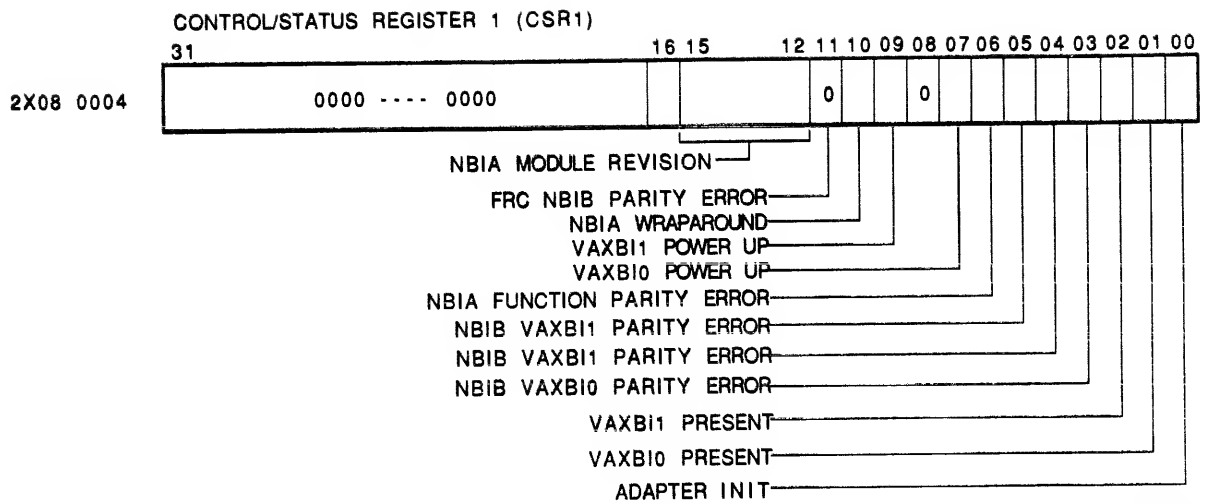 CONTROL/STATUS REGISTER 1 (CSR1)
31 16 15 12 11 10 09 08 07 06 05 04 03 02 01 00
2X08 0004 0000 ---- 0000 0 0
NBIA MODULE REVISION
FRC NBIB PARITY ERROR
NBIA WRAPAROUND
VAXBI1 POWER UP
VAXBI0 POWER UP
NBIA FUNCTION PARITY ERROR
NBIB VAXBI1 PARITY ERROR
NBIB VAXBI1 PARITY ERROR
NBIB VAXBI0 PARITY ERROR
VAXBI1 PRESENT
VAXBI0 PRESENT
ADAPTER INIT